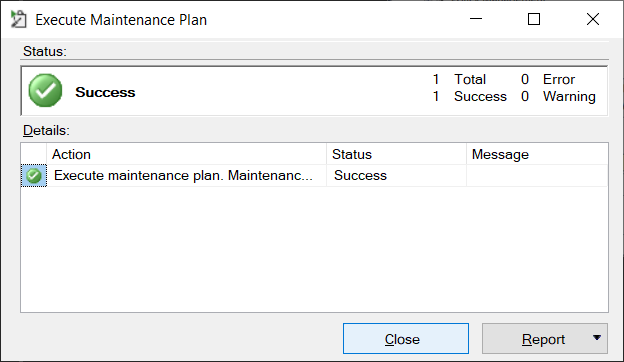 Execute Maintenance Plan
Status:
Success
1 Total 0 Error
1 Success 0 Warning
Details:
Action Status Message
Execute maintenance plan. Maintenanc... Success
Close Report